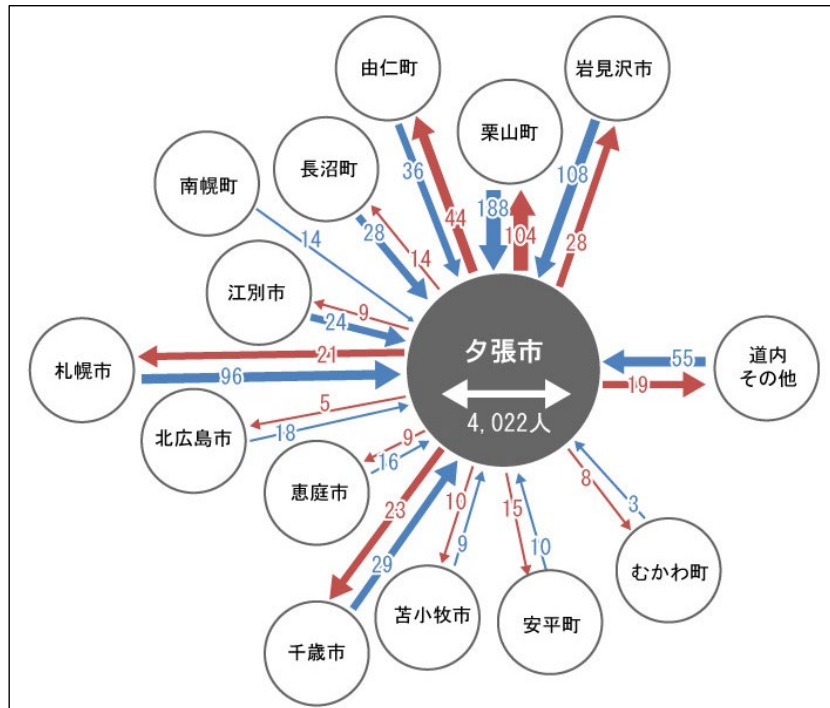 由仁町
岩見沢市
栗山町
長沼町
南幌町
36
44
188
104
108
28
28
14
14
江別市
9
24
札幌市
21
96
夕張市
4,022人
55
19
道内
その他
北広島市
5
18
恵庭市
9
16
23
29
10
9
15
10
8
3
千歳市
苫小牧市
安平町
むかわ町